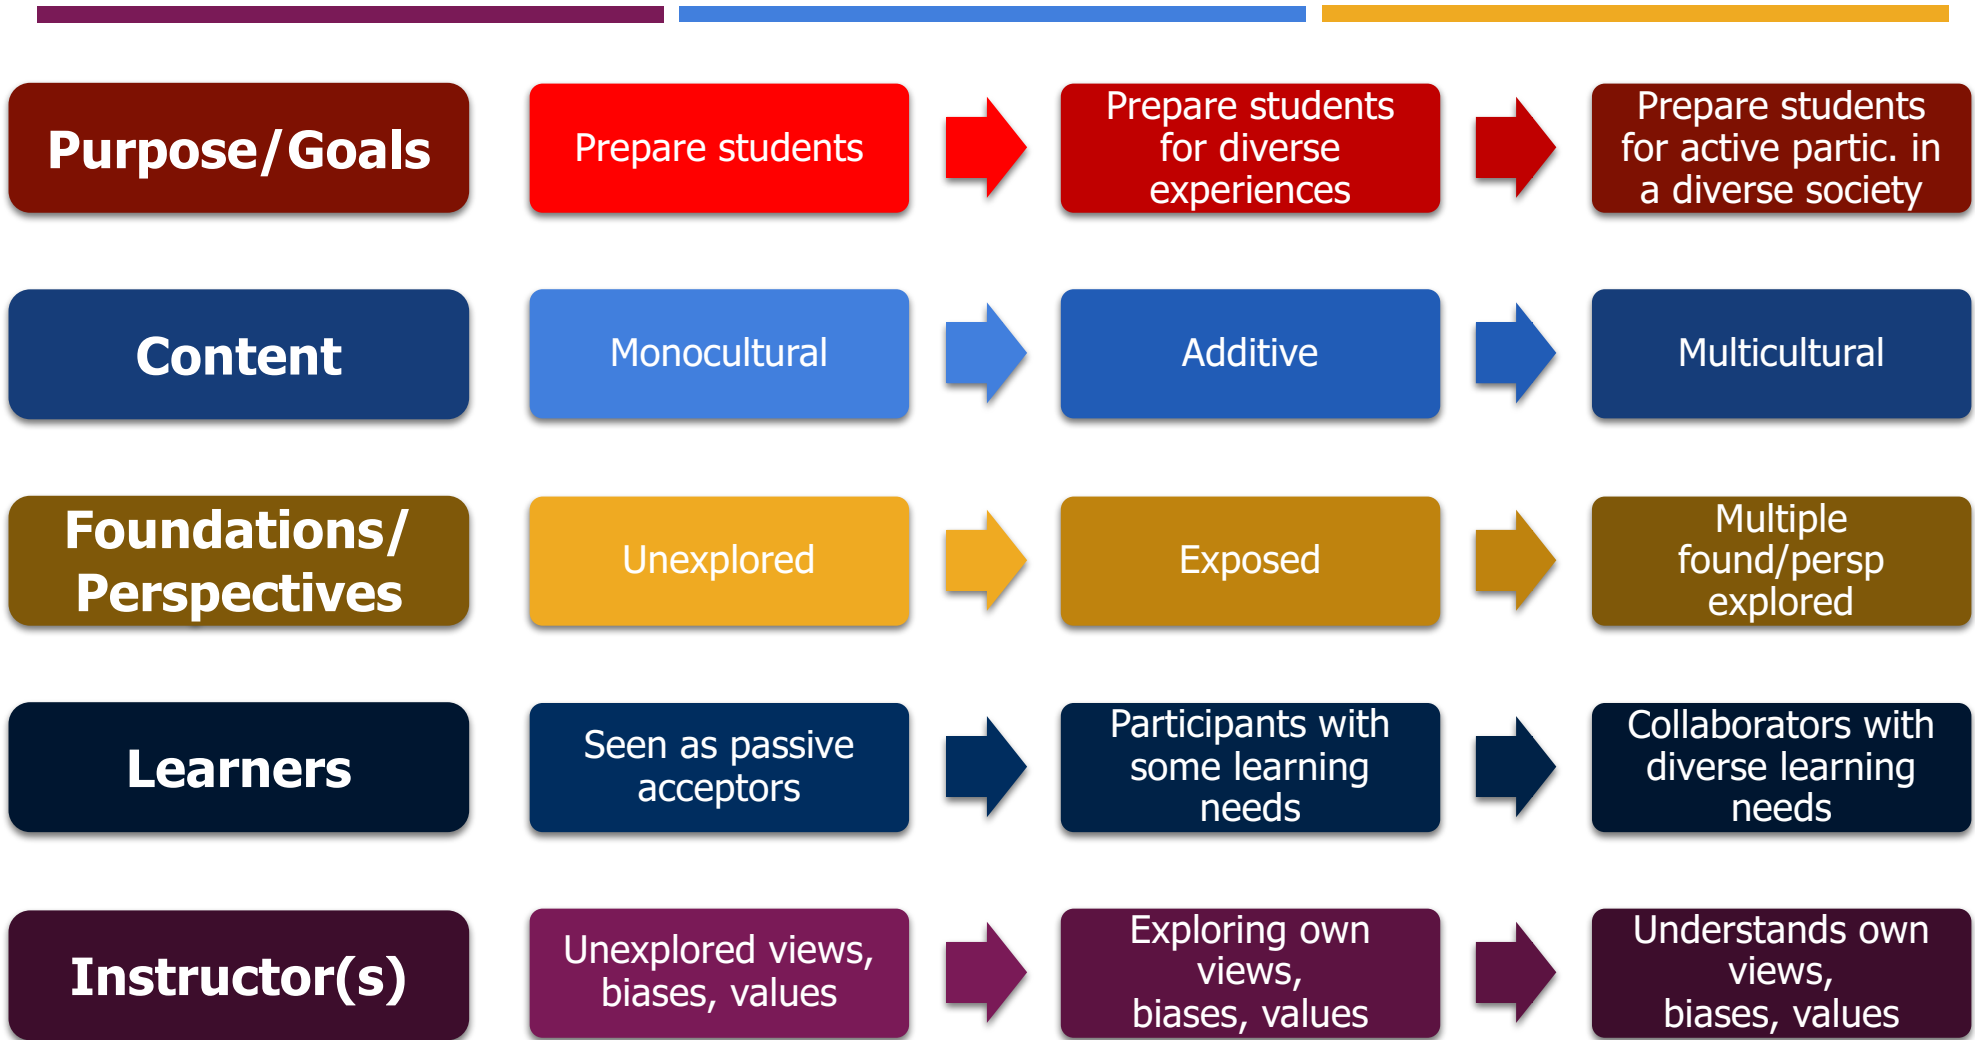 Purpose/Goals
Prepare students
Prepare students
for diverse
experiences
Prepare students
for active partic. in
a diverse society
Content
Monocultural
Additive
Multicultural
Foundations/
Perspectives
Unexplored
Exposed
Multiple
found/persp
explored
Learners
Seen as passive
acceptors
Participants with
some learning
needs
Collaborators with
diverse learning
needs
Instructor(s)
Unexplored views,
biases, values
Exploring own
views,
biases, values
Understands own
views,
biases, values